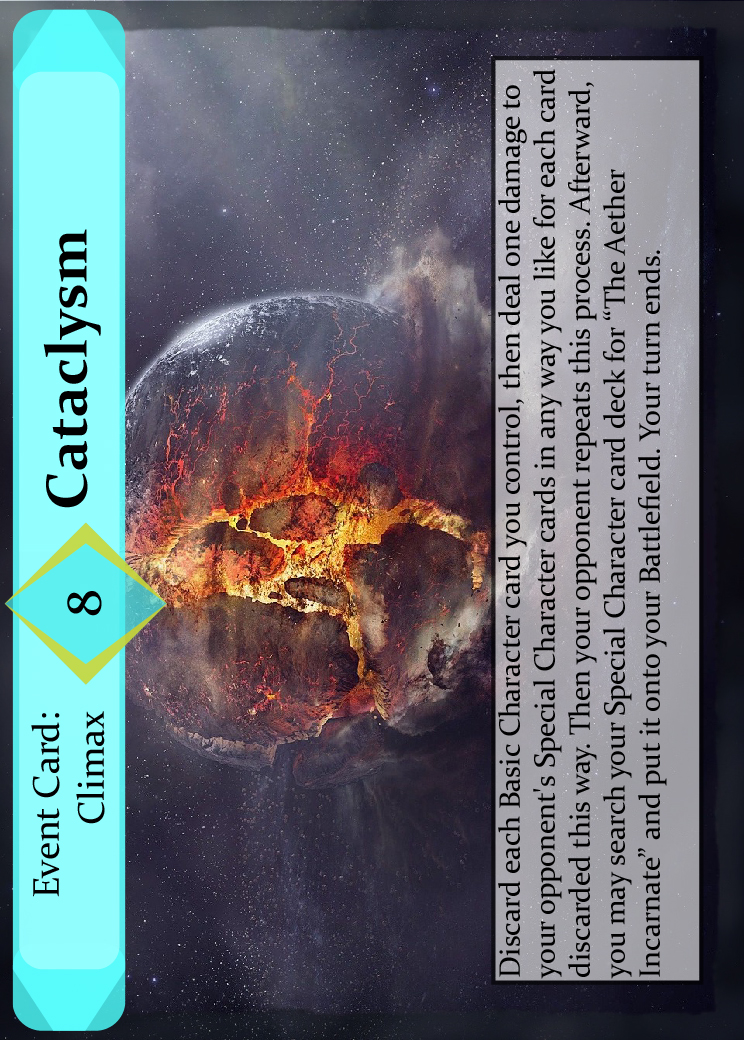 Event Card:
Climax
8
Cataclysm
Discard each Basic Character card you control, then deal one damage to
your opponent's Special Character cards in any way you like for each card
discarded this way. Then your opponent repeats this process. Afterward,
you may search your Special Character card deck for “The Aether
Incarnate” and put it onto your Battlefield. Your turn ends.